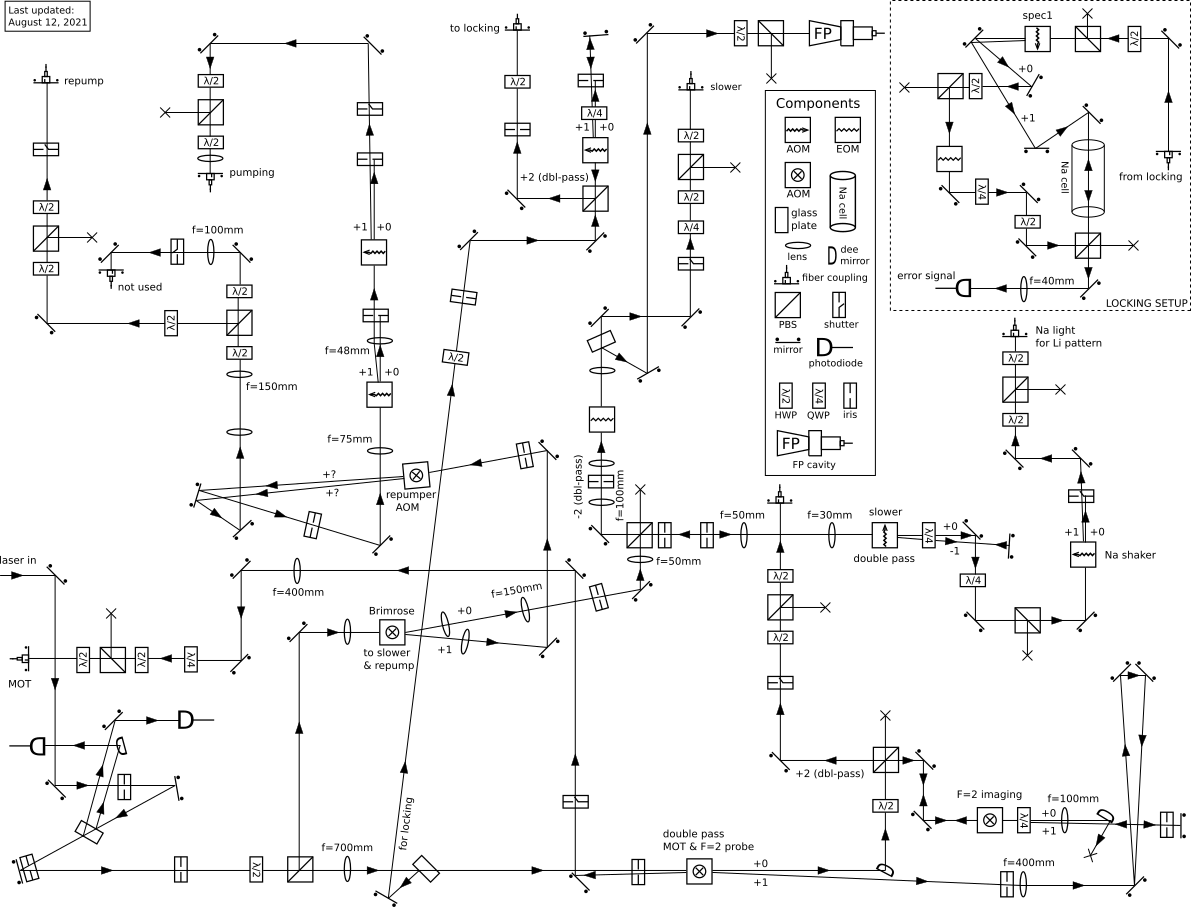 Last updated:
August 12, 2021
to locking
λ/2
FP
spec1
λ/2
repump
λ/2
λ/2
λ/2
λ/4
+1 +0
slower
+0
λ/2
λ/2
pumping
+2 (dbl-pass)
λ/2
λ/2
λ/4
Components
AOM
EOM
AOM
Na cell
glass
plate
lens
dee
mirror
fiber coupling
PBS
shutter
mirror
photodiode
λ/2
λ/4
HWP
QWP
iris
FP
FP cavity
+1
Na cell
from locking
λ/4
λ/2
error signal
f=40mm
LOCKING SETUP
λ/2
λ/2
f=100mm
not used
λ/2
λ/2
λ/2
f=150mm
+1 +0
f=48mm
+1 +0
f=75mm
λ/2
Na light
for Li pattern
λ/2
λ/2
+?
+?
repumper
AOM
-2 (dbl-pass)
f=100mm
f=50mm
f=50mm
f=30mm
slower
double pass
λ/4
+0
-1
+1 +0
Na shaker
λ/4
laser in
f=400mm
Brimrose
to slower
& repump
+0
+1
f=150mm
λ/2
λ/2
MOT
λ/2
λ/2
λ/4
+2 (dbl-pass)
λ/2
F=2 imaging
λ/4
+0
+1
f=100mm
for locking
λ/2
f=700mm
double pass
MOT & F=2 probe
+0
+1
f=400mm